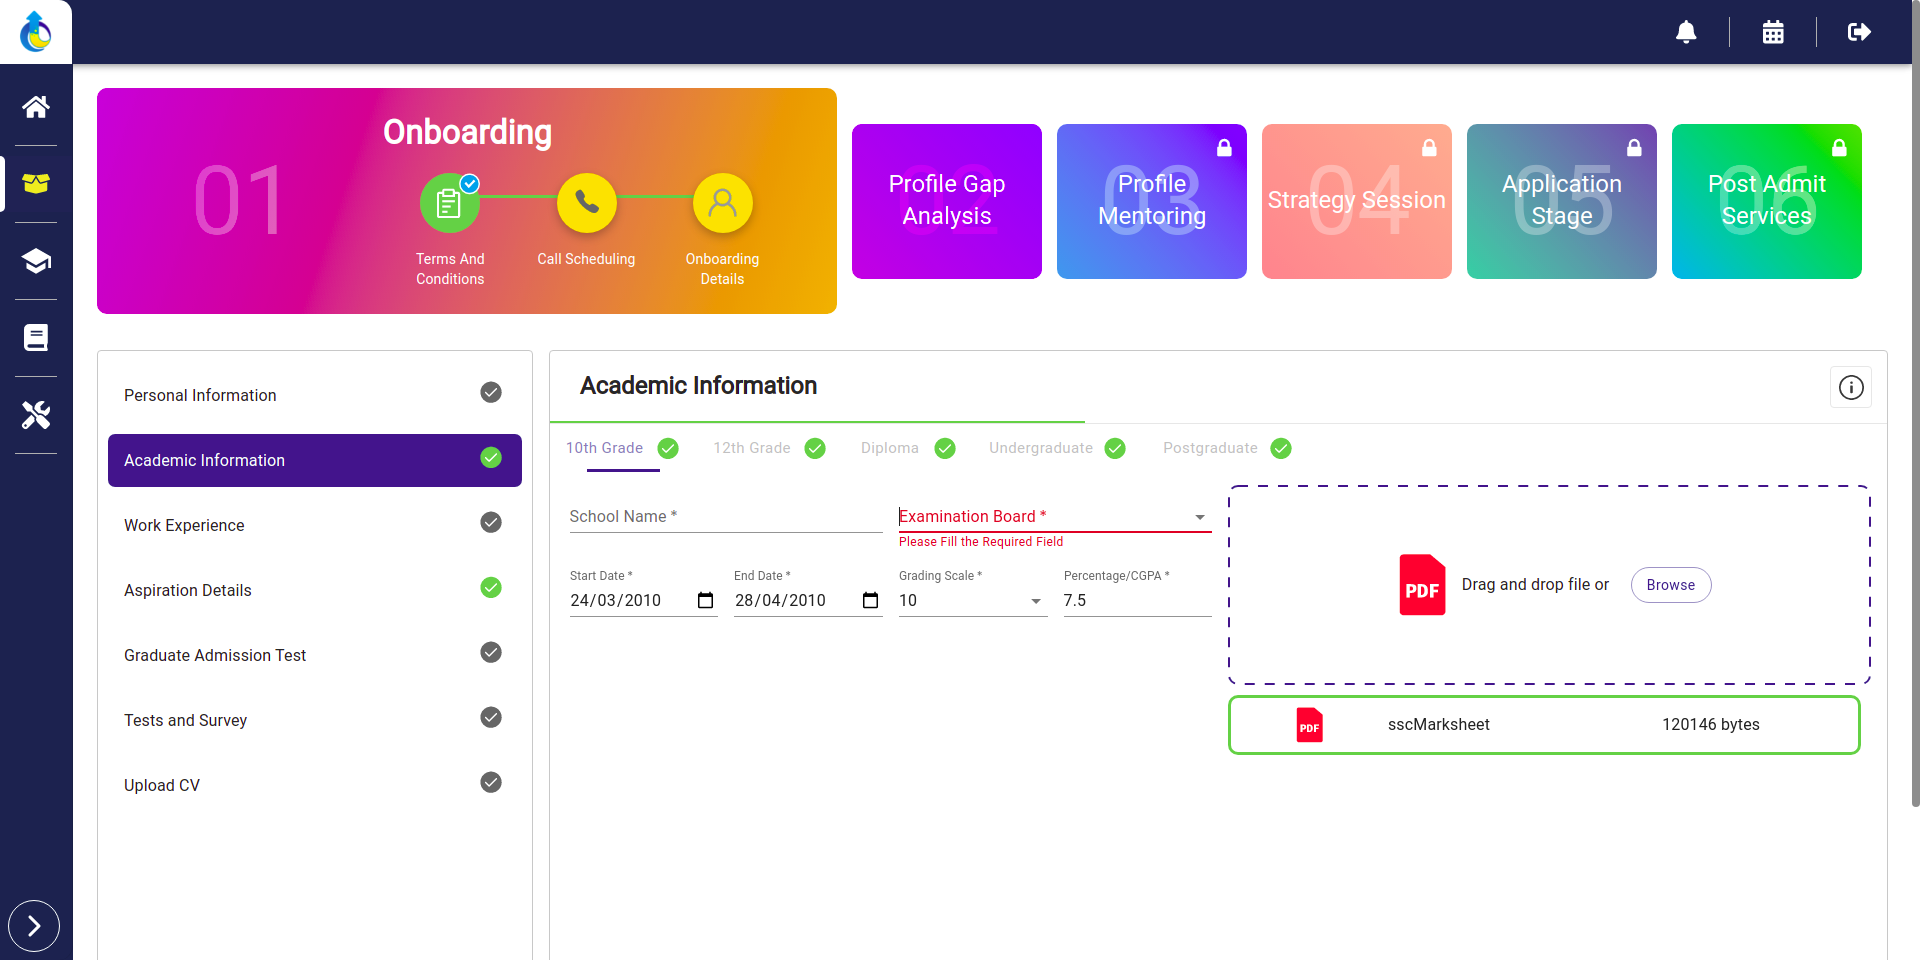 01
Onboarding
Terms And
Conditions
Call Scheduling
Onboarding
Details
02
Profile Gap
Analysis
03
Profile
Mentoring
04
Strategy Session
05
Application
Stage
06
Post Admit
Services
Personal Information
Academic Information
Work Experience
Aspiration Details
Graduate Admission Test
Tests and Survey
Upload CV
Academic Information
10th Grade
12th Grade
Diploma
Undergraduate
Postgraduate
School Name *
Examination Board *
Please Fill the Required Field
Start Date *
24/03/2010
End Date *
28/04/2010
Grading Scale *
10
Percentage/CGPA *
7.5
PDF
Drag and drop file or
Browse
PDF
sscMarksheet
120146 bytes